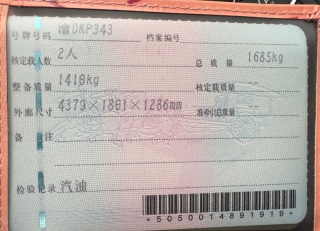 号牌号码 渝DKP343 档案编号
核定载人数 2人 总质量 1685kg
整备质量 1410kg 核定载质量 --
外廓尺寸 4379×1801×1286mm 准牵引总质量 --
备注
检验记录 汽油
*5050014891919*